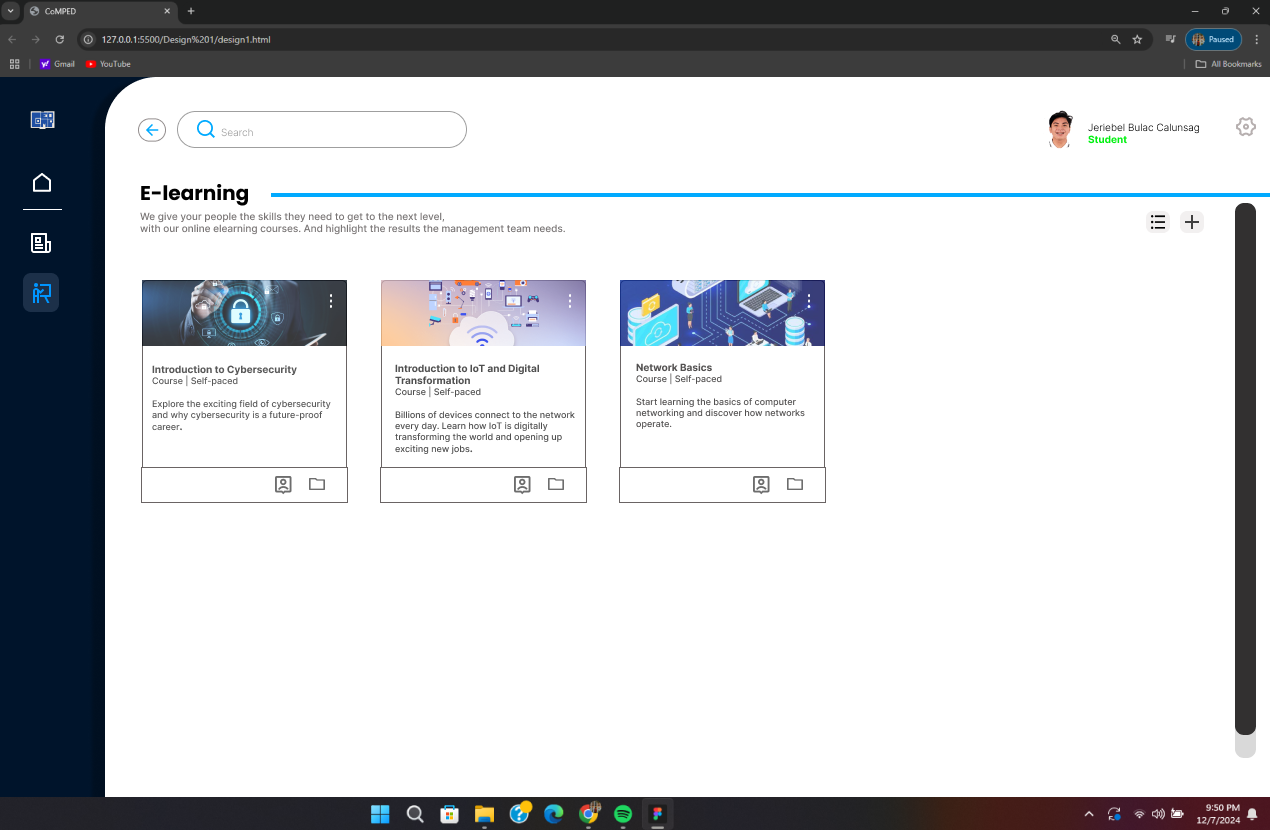 CoMPED
127.0.0.1:5500/Design%201/design1.html
Paused
Gmail
YouTube
All Bookmarks
Search
Jeriebel Bulac Calunsag
Student
E-learning
We give your people the skills they need to get to the next level,
with our online elearning courses. And highlight the results the management team needs.
Introduction to Cybersecurity
Course | Self-paced
Explore the exciting field of cybersecurity
and why cybersecurity is a future-proof
career.
Introduction to IoT and Digital
Transformation
Course | Self-paced
Billions of devices connect to the network
every day. Learn how IoT is digitally
transforming the world and opening up
exciting new jobs.
Network Basics
Course | Self-paced
Start learning the basics of computer
networking and discover how networks
operate.
9:50 PM
12/7/2024